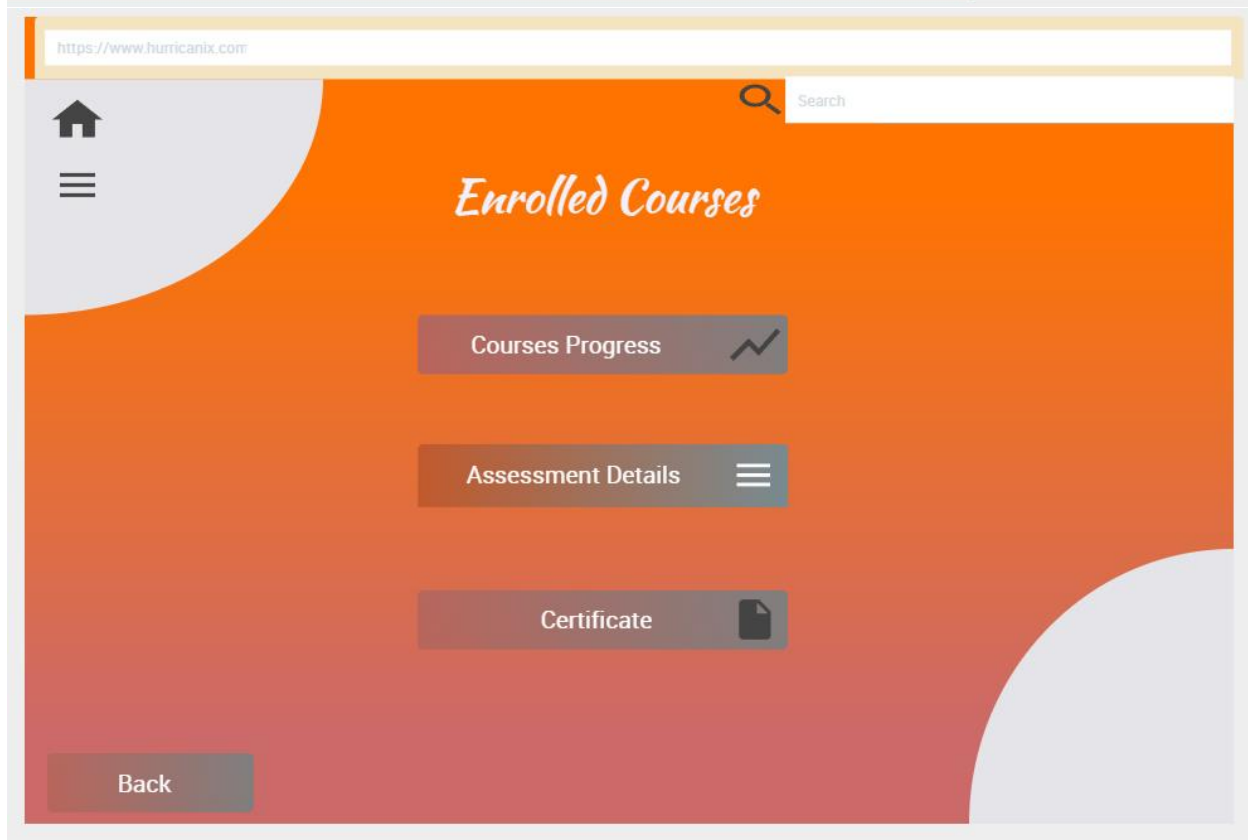 https://www.hurricanix.com
Search
Enrolled Courses
Courses Progress
Assessment Details
Certificate
Back